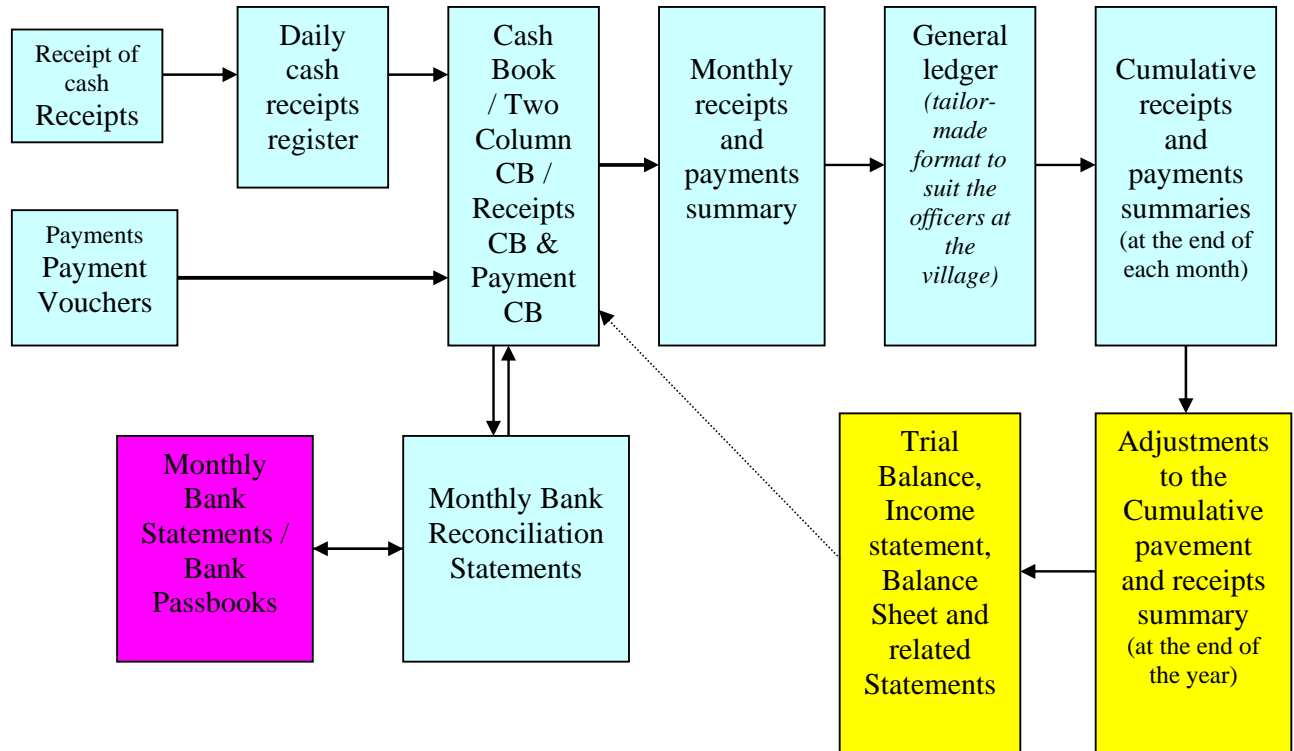 Receipt of
cash
Receipts
Daily
cash
receipts
register
Cash
Book
/ Two
Column
CB /
Receipts
CB &
Payment
CB
Monthly
receipts
and
payments
summary
General
ledger
(tailor-
made
format to
suit the
officers at
the
village)
Cumulative
receipts
and
payments
summaries
(at the end of
each month)
Payments
Payment
Vouchers
Monthly
Bank
Statements /
Bank
Passbooks
Monthly Bank
Reconciliation
Statements
Trial
Balance,
Income
statement,
Balance
Sheet and
related
Statements
Adjustments
to the
Cumulative
pavement
and receipts
summary
(at the end of
the year)